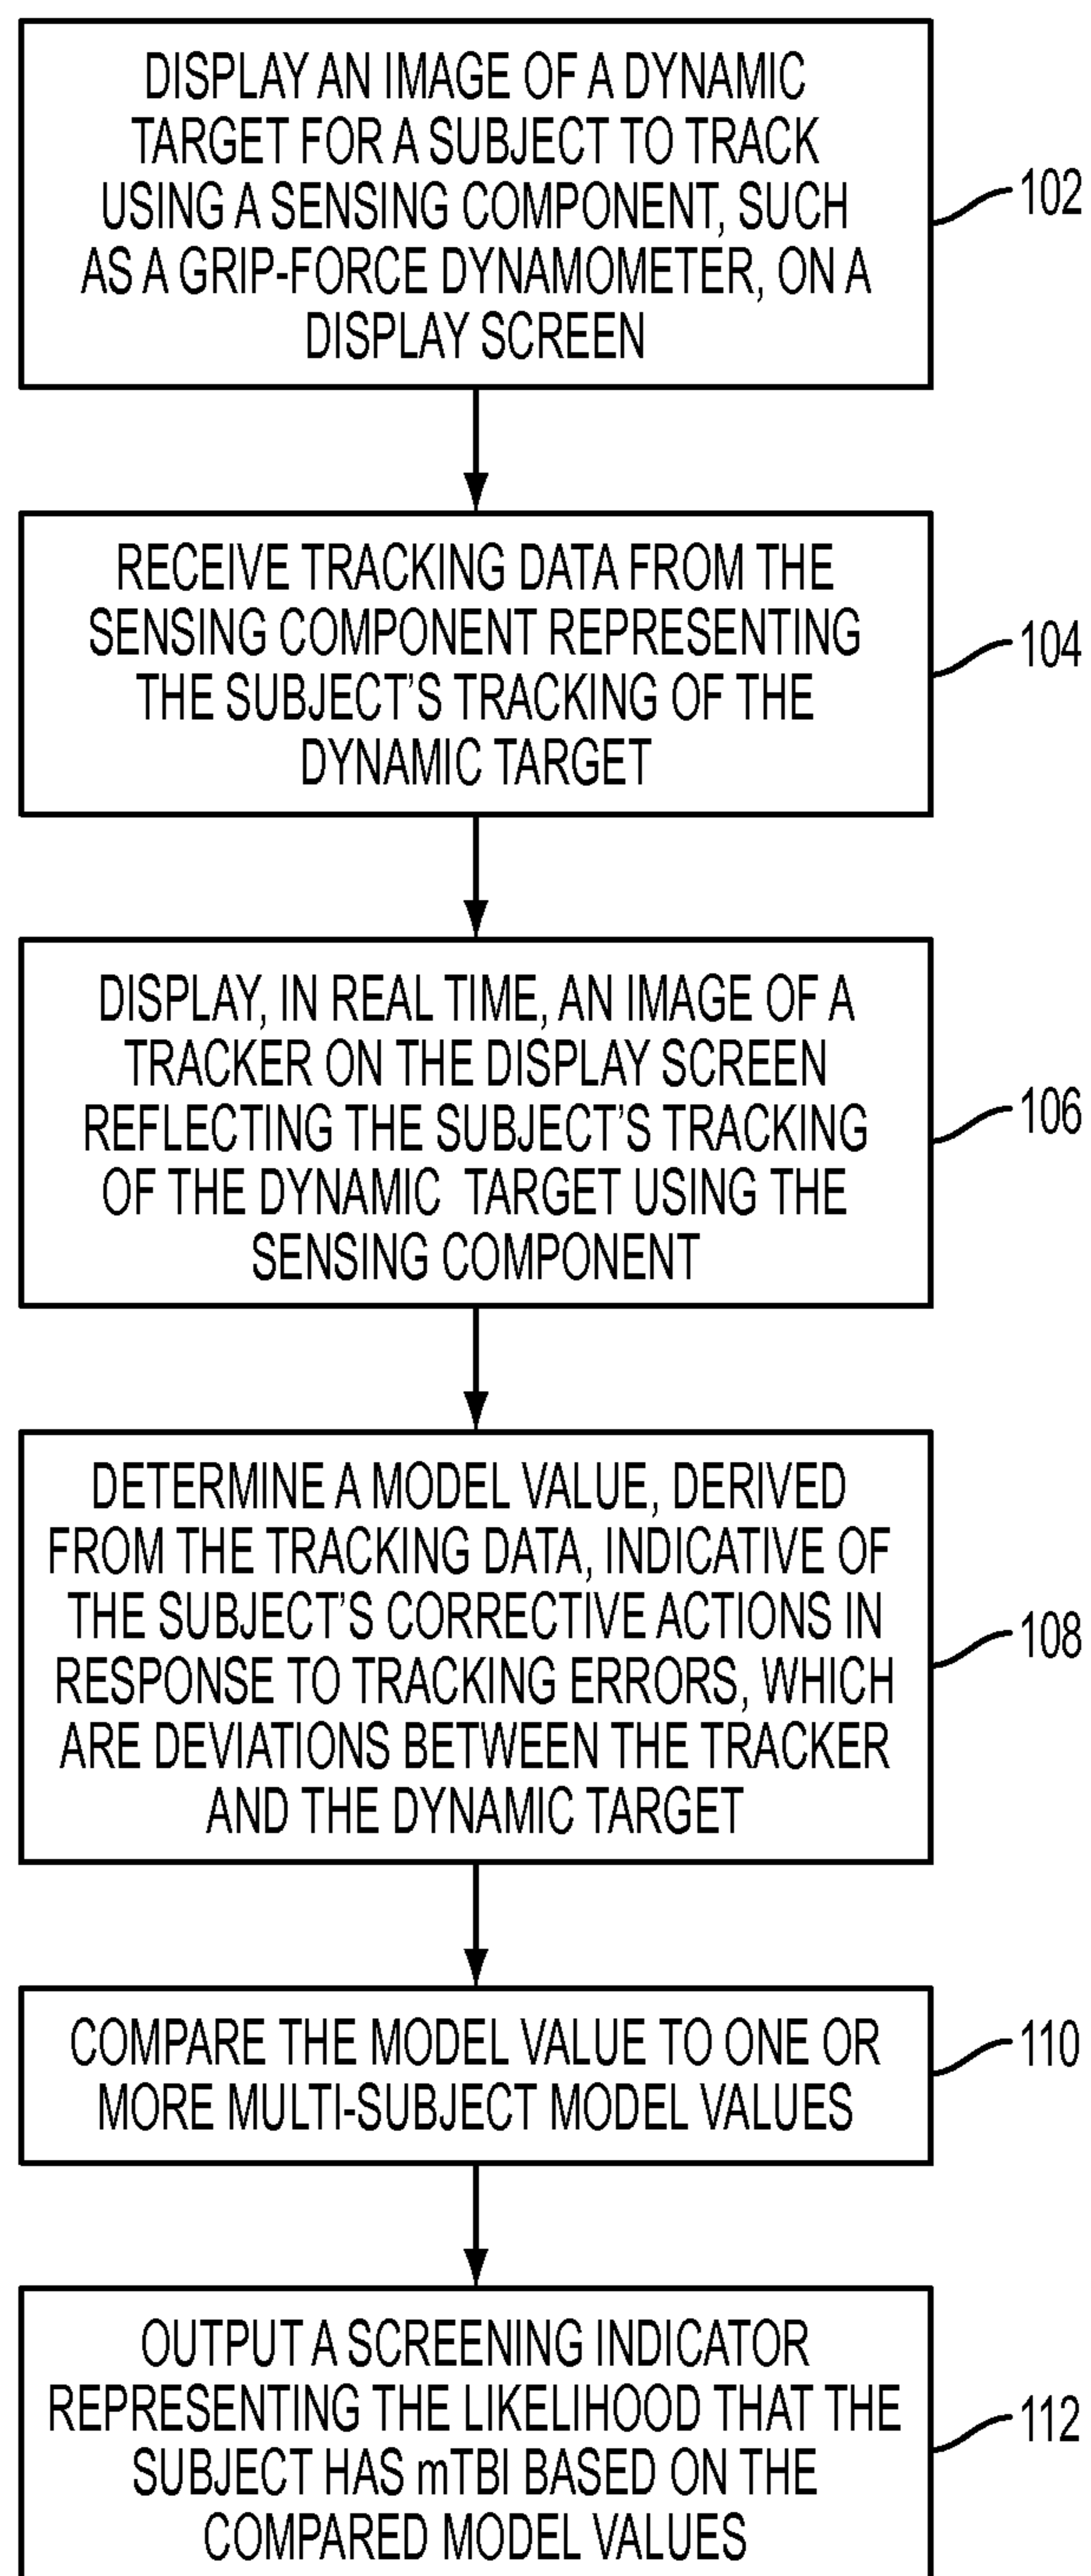 DISPLAY AN IMAGE OF A DYNAMIC
TARGET FOR A SUBJECT TO TRACK
USING A SENSING COMPONENT, SUCH
AS A GRIP-FORCE DYNAMOMETER, ON A
DISPLAY SCREEN
102
RECEIVE TRACKING DATA FROM THE
SENSING COMPONENT REPRESENTING
THE SUBJECT'S TRACKING OF THE
DYNAMIC TARGET
104
DISPLAY, IN REAL TIME, AN IMAGE OF A
TRACKER ON THE DISPLAY SCREEN
REFLECTING THE SUBJECT'S TRACKING
OF THE DYNAMIC TARGET USING THE
SENSING COMPONENT
106
DETERMINE A MODEL VALUE, DERIVED
FROM THE TRACKING DATA, INDICATIVE OF
THE SUBJECT'S CORRECTIVE ACTIONS IN
RESPONSE TO TRACKING ERRORS, WHICH
ARE DEVIATIONS BETWEEN THE TRACKER
AND THE DYNAMIC TARGET
108
COMPARE THE MODEL VALUE TO ONE OR
MORE MULTI-SUBJECT MODEL VALUES
110
OUTPUT A SCREENING INDICATOR
REPRESENTING THE LIKELIHOOD THAT THE
SUBJECT HAS mTBI BASED ON THE
COMPARED MODEL VALUES
112